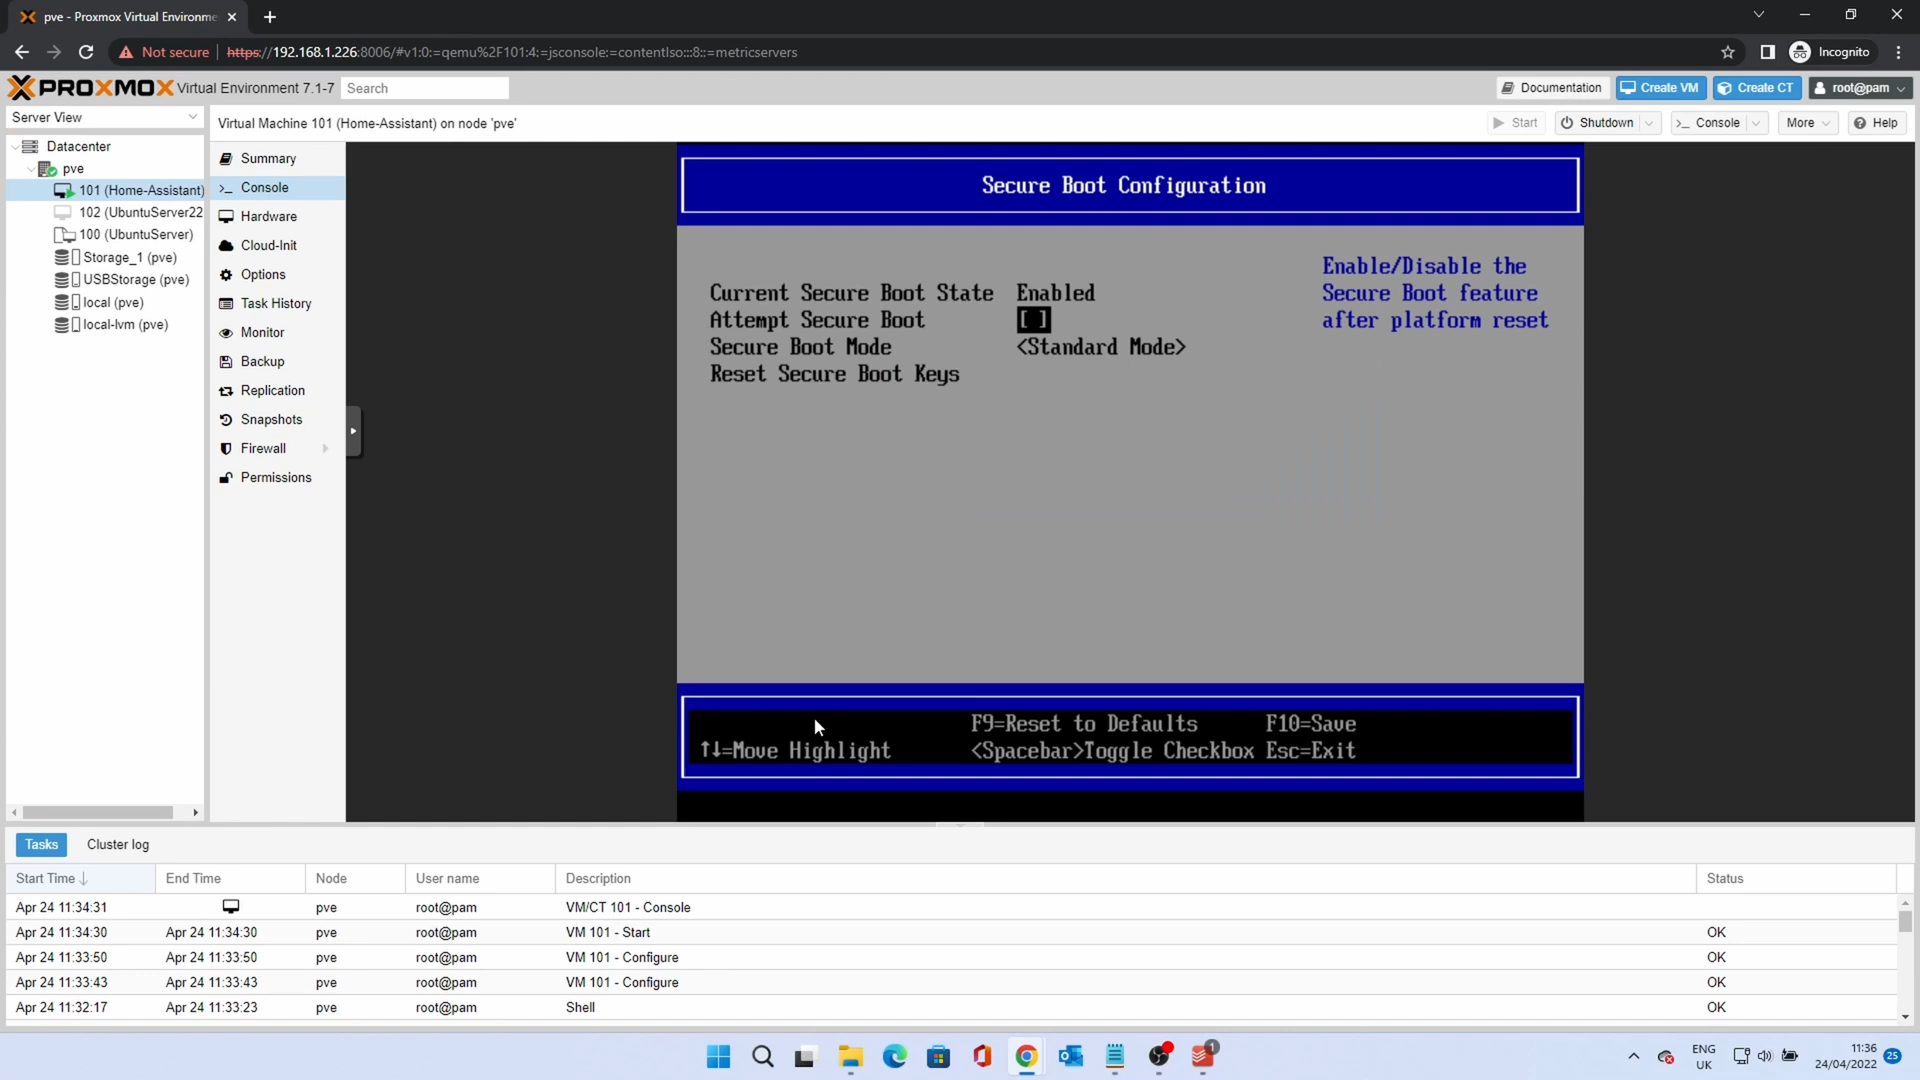 pve - Proxmox Virtual Environme
Not secure
https://192.168.1.226:8006/#v1:0:=qemu%2F101:4:=jsconsole:=contentIso:::8::=metricservers
Incognito
PROXMOX Virtual Environment 7.1-7
Search
Documentation
Create VM
Create CT
root@pam
Server View
Virtual Machine 101 (Home-Assistant) on node 'pve'
Start
Shutdown
Console
More
Help
Datacenter
pve
101 (Home-Assistant)
102 (UbuntuServer22
100 (UbuntuServer)
Storage_1 (pve)
USBStorage (pve)
local (pve)
local-lvm (pve)
Summary
Console
Hardware
Cloud-Init
Options
Task History
Monitor
Backup
Replication
Snapshots
Firewall
Permissions
Secure Boot Configuration
Current Secure Boot State Enabled
Attempt Secure Boot [ ]
Secure Boot Mode <Standard Mode>
Reset Secure Boot Keys
Enable/Disable the
Secure Boot feature
after platform reset
F9=Reset to Defaults F10=Save
↑↓=Move Highlight <Spacebar>Toggle Checkbox Esc=Exit
Tasks Cluster log
Start Time ↓ End Time Node User name Description Status
Apr 24 11:34:31 pve root@pam VM/CT 101 - Console
Apr 24 11:34:30 Apr 24 11:34:30 pve root@pam VM 101 - Start OK
Apr 24 11:33:50 Apr 24 11:33:50 pve root@pam VM 101 - Configure OK
Apr 24 11:33:43 Apr 24 11:33:43 pve root@pam VM 101 - Configure OK
Apr 24 11:32:17 Apr 24 11:33:23 pve root@pam Shell OK
1
ENG
UK
11:36
24/04/2022
25